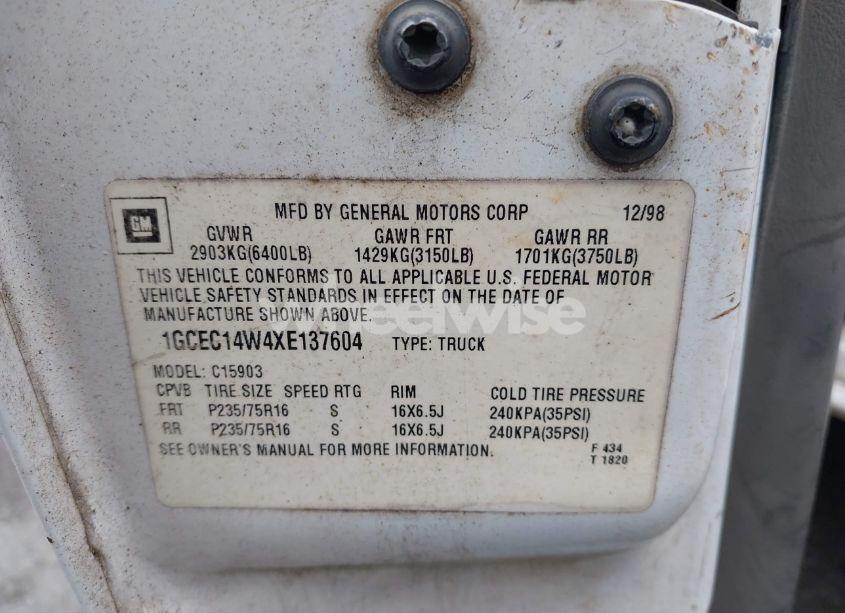 MFD BY GENERAL MOTORS CORP 12/98
GM
GVWR GAWR FRT GAWR RR
2903KG(6400LB) 1429KG(3150LB) 1701KG(3750LB)
THIS VEHICLE CONFORMS TO ALL APPLICABLE U.S. FEDERAL MOTOR
VEHICLE SAFETY STANDARDS IN EFFECT ON THE DATE OF
MANUFACTURE SHOWN ABOVE.
wheelwise
1GCEC14W4XE137604 TYPE: TRUCK
MODEL: C15903
CPVB TIRE SIZE SPEED RTG RIM COLD TIRE PRESSURE
FRT P235/75R16 S 16X6.5J 240KPA(35PSI)
RR P235/75R16 S 16X6.5J 240KPA(35PSI)
SEE OWNER'S MANUAL FOR MORE INFORMATION.
F 434
T 1820